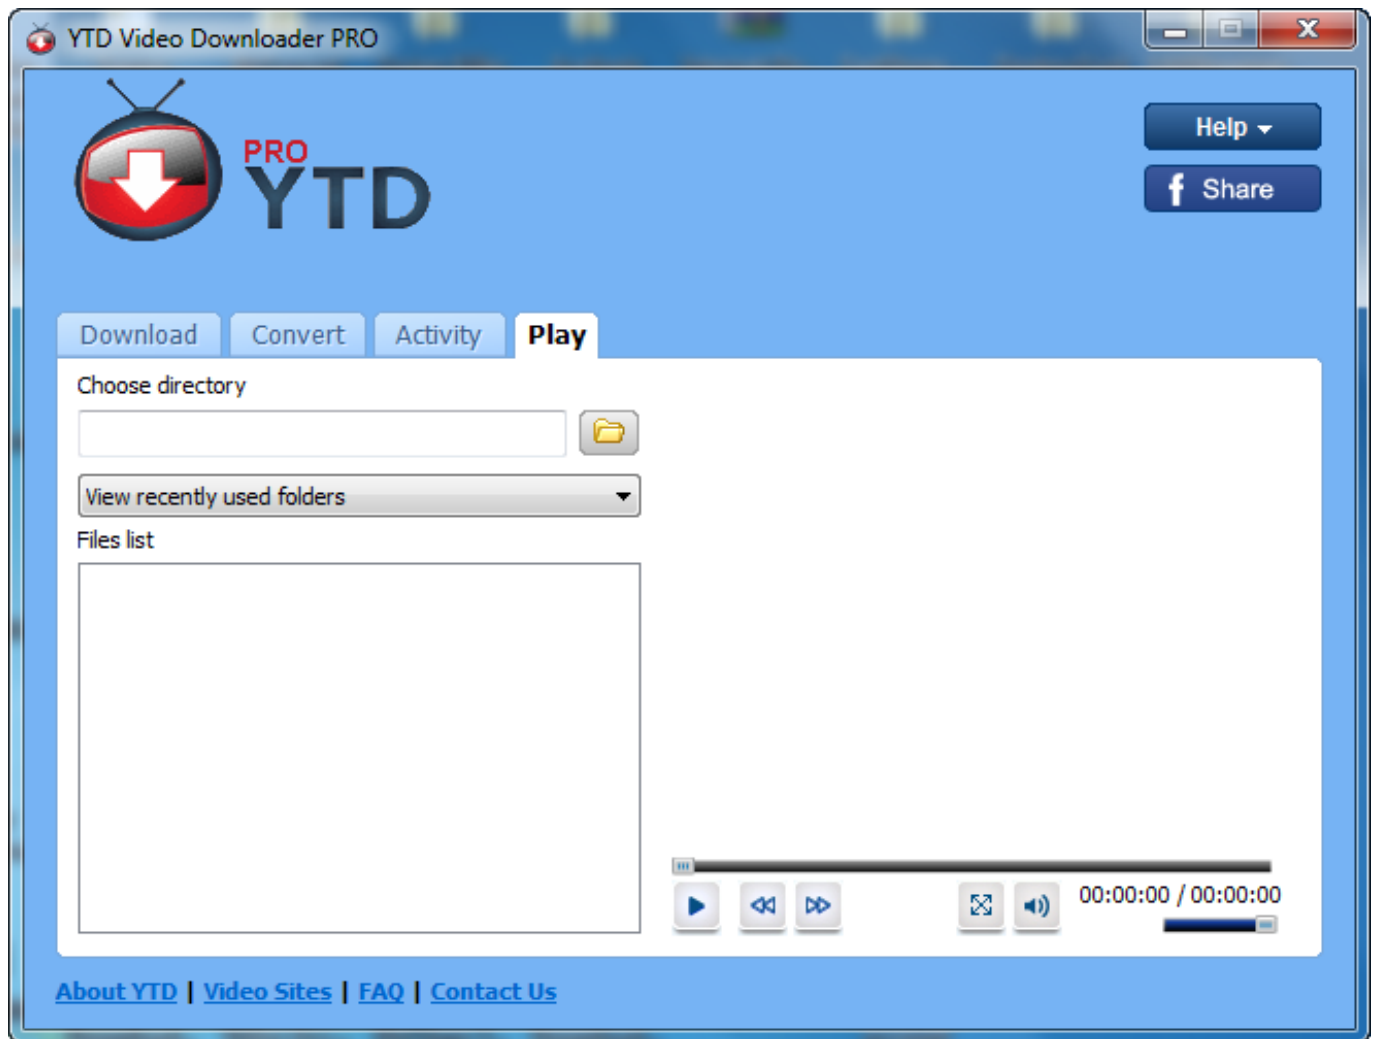 YTD Video Downloader PRO
PRO
YTD
Help
f Share
Download Convert Activity Play
Choose directory
View recently used folders
Files list
00:00:00 / 00:00:00
About YTD | Video Sites | FAQ | Contact Us